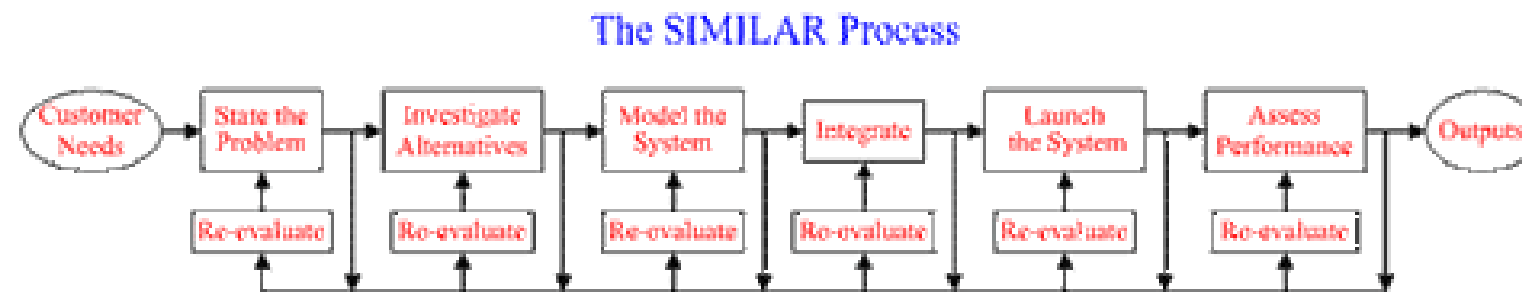 The SIMILAR Process
Customer
Needs
State the
Problem
Investigate
Alternatives
Model the
System
Integrate
Launch
the System
Assess
Performance
Outputs
Re-evaluate
Re-evaluate
Re-evaluate
Re-evaluate
Re-evaluate
Re-evaluate